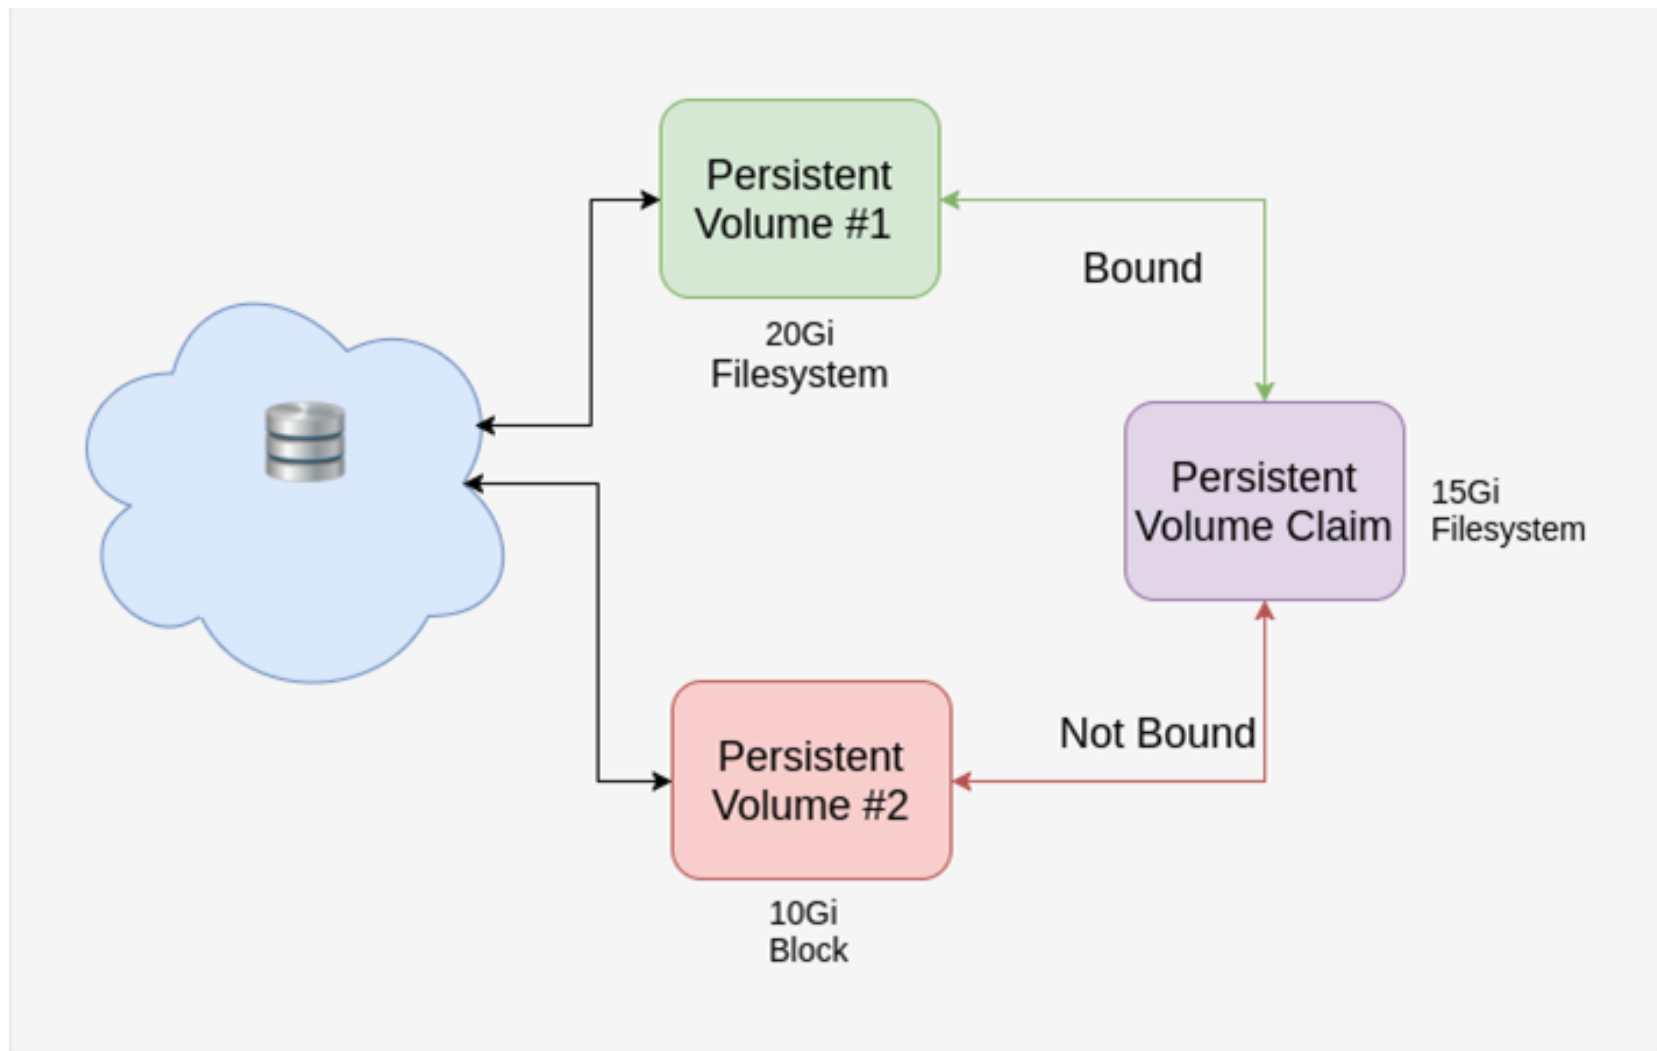 Persistent
Volume #1
20Gi
Filesystem
Bound
Persistent
Volume Claim
15Gi
Filesystem
Not Bound
Persistent
Volume #2
10Gi
Block